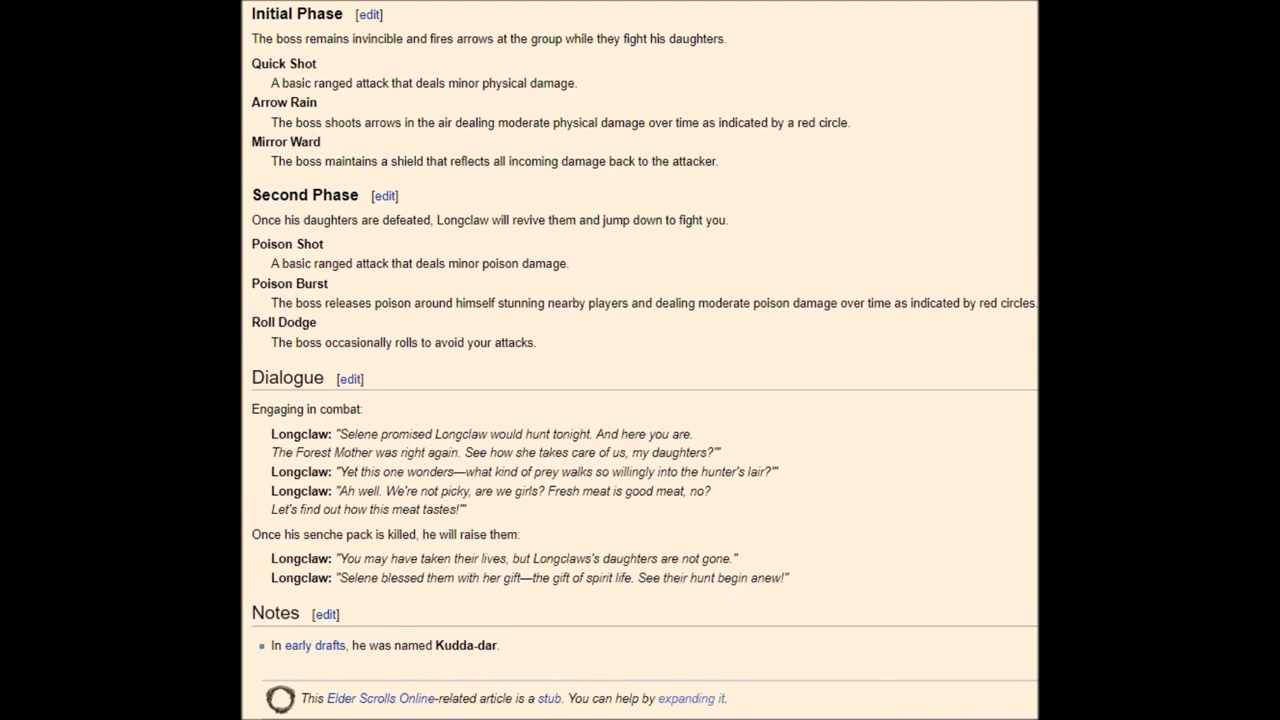 Initial Phase [edit]
The boss remains invincible and fires arrows at the group while they fight his daughters.
Quick Shot
A basic ranged attack that deals minor physical damage.
Arrow Rain
The boss shoots arrows in the air dealing moderate physical damage over time as indicated by a red circle.
Mirror Ward
The boss maintains a shield that reflects all incoming damage back to the attacker.
Second Phase [edit]
Once his daughters are defeated, Longclaw will revive them and jump down to fight you.
Poison Shot
A basic ranged attack that deals minor poison damage.
Poison Burst
The boss releases poison around himself stunning nearby players and dealing moderate poison damage over time as indicated by red circles.
Roll Dodge
The boss occasionally rolls to avoid your attacks.
Dialogue [edit]
Engaging in combat:
Longclaw: "Selene promised Longclaw would hunt tonight. And here you are.
The Forest Mother was right again. See how she takes care of us, my daughters?'"
Longclaw: "Yet this one wonders—what kind of prey walks so willingly into the hunter's lair?'"
Longclaw: "Ah well. We're not picky, are we girls? Fresh meat is good meat, no?
Let's find out how this meat tastes!'"
Once his senche pack is killed, he will raise them:
Longclaw: "You may have taken their lives, but Longclaws's daughters are not gone."
Longclaw: "Selene blessed them with her gift—the gift of spirit life. See their hunt begin anew!"
Notes [edit]
In early drafts, he was named Kudda-dar.
This Elder Scrolls Online-related article is a stub. You can help by expanding it.